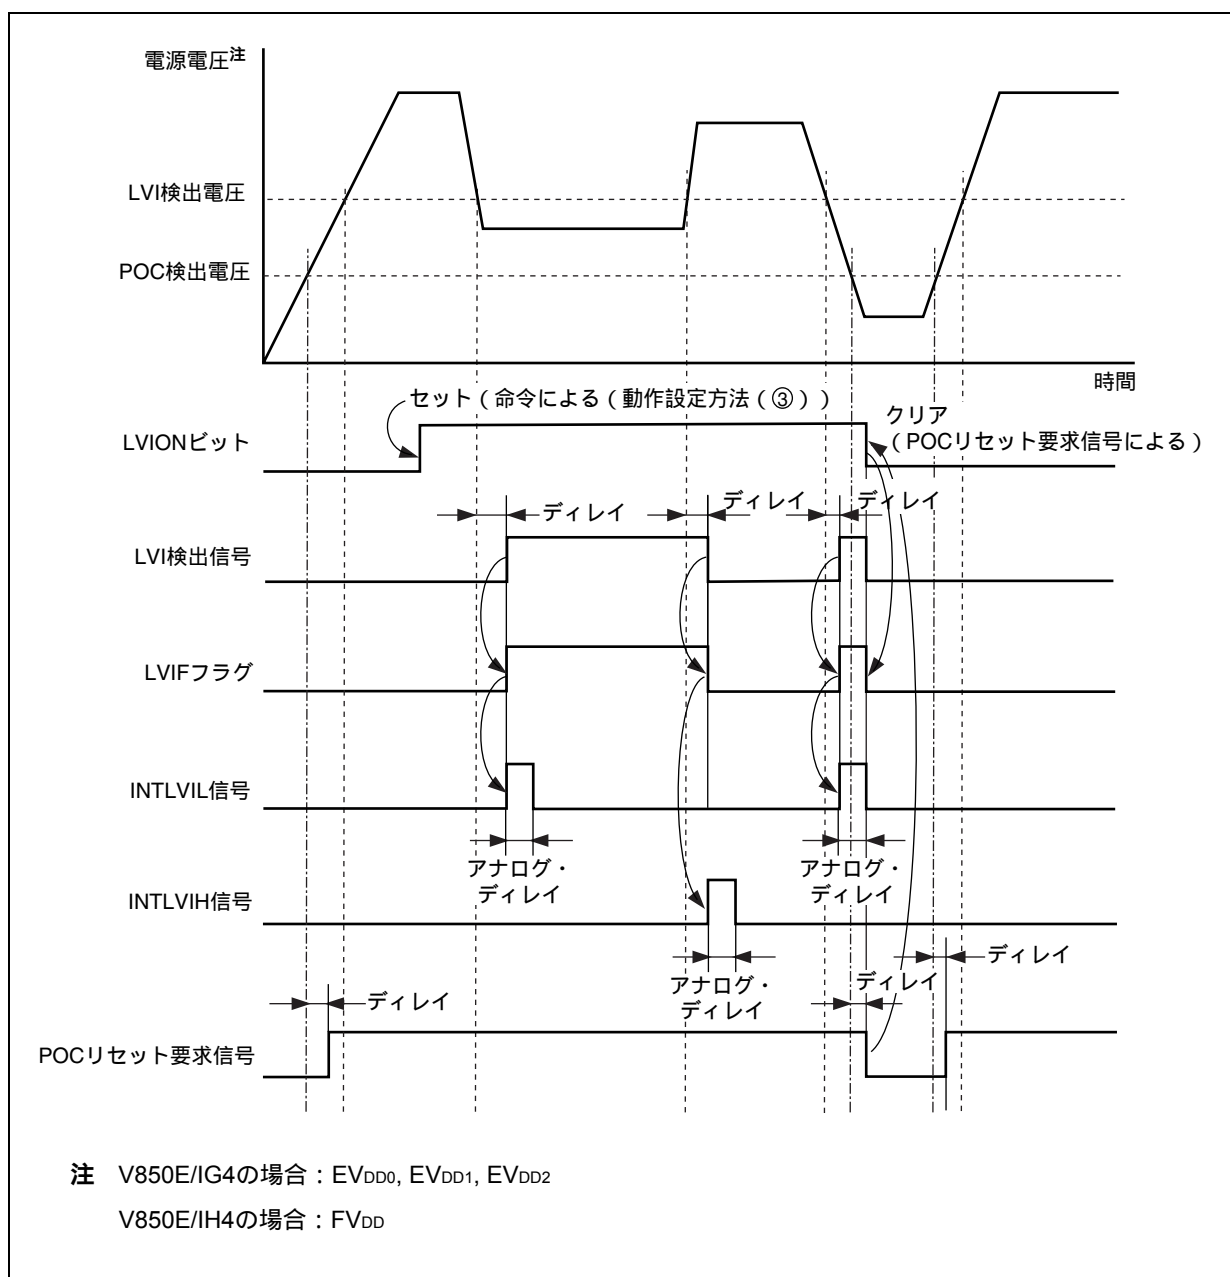 電源電圧注
LVI検出電圧
POC検出電圧
時間
セット（命令による（動作設定方法（③））
クリア
（POCリセット要求信号による）
LVIONビット
ディレイ
ディレイ
ディレイ
LVI検出信号
LVIFフラグ
INTLVIL信号
アナログ・
ディレイ
アナログ・
ディレイ
INTLVIH信号
アナログ・
ディレイ
ディレイ
ディレイ
ディレイ
POCリセット要求信号
注 V850E/IG4の場合：EVDD0, EVDD1, EVDD2
V850E/IH4の場合：FVDD